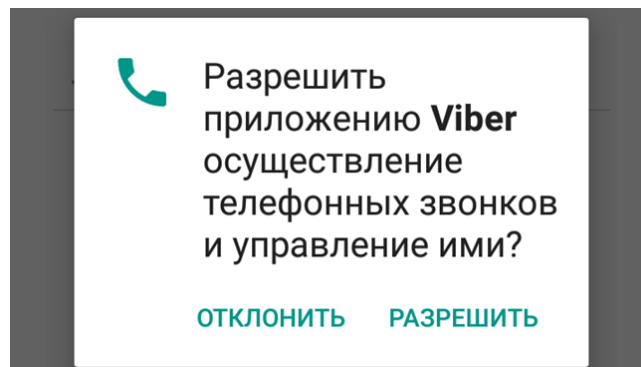 Разрешить
приложению Viber
осуществление
телефонных звонков
и управление ими?
ОТКЛОНИТЬ РАЗРЕШИТЬ